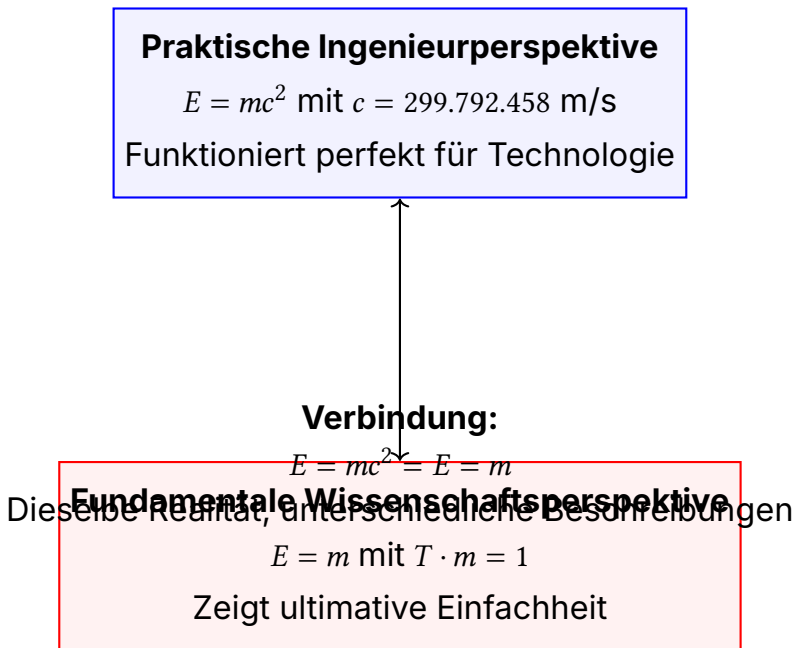 Praktische Ingenieurperspektive
E = mc² mit c = 299.792.458 m/s
Funktioniert perfekt für Technologie
Verbindung:
E = mc² = E = m
Fundamentale Wissenschaftsperspektive
Dieselbe Realität, unterschiedliche Beschreibungen
E = m mit T · m = 1
Zeigt ultimative Einfachheit